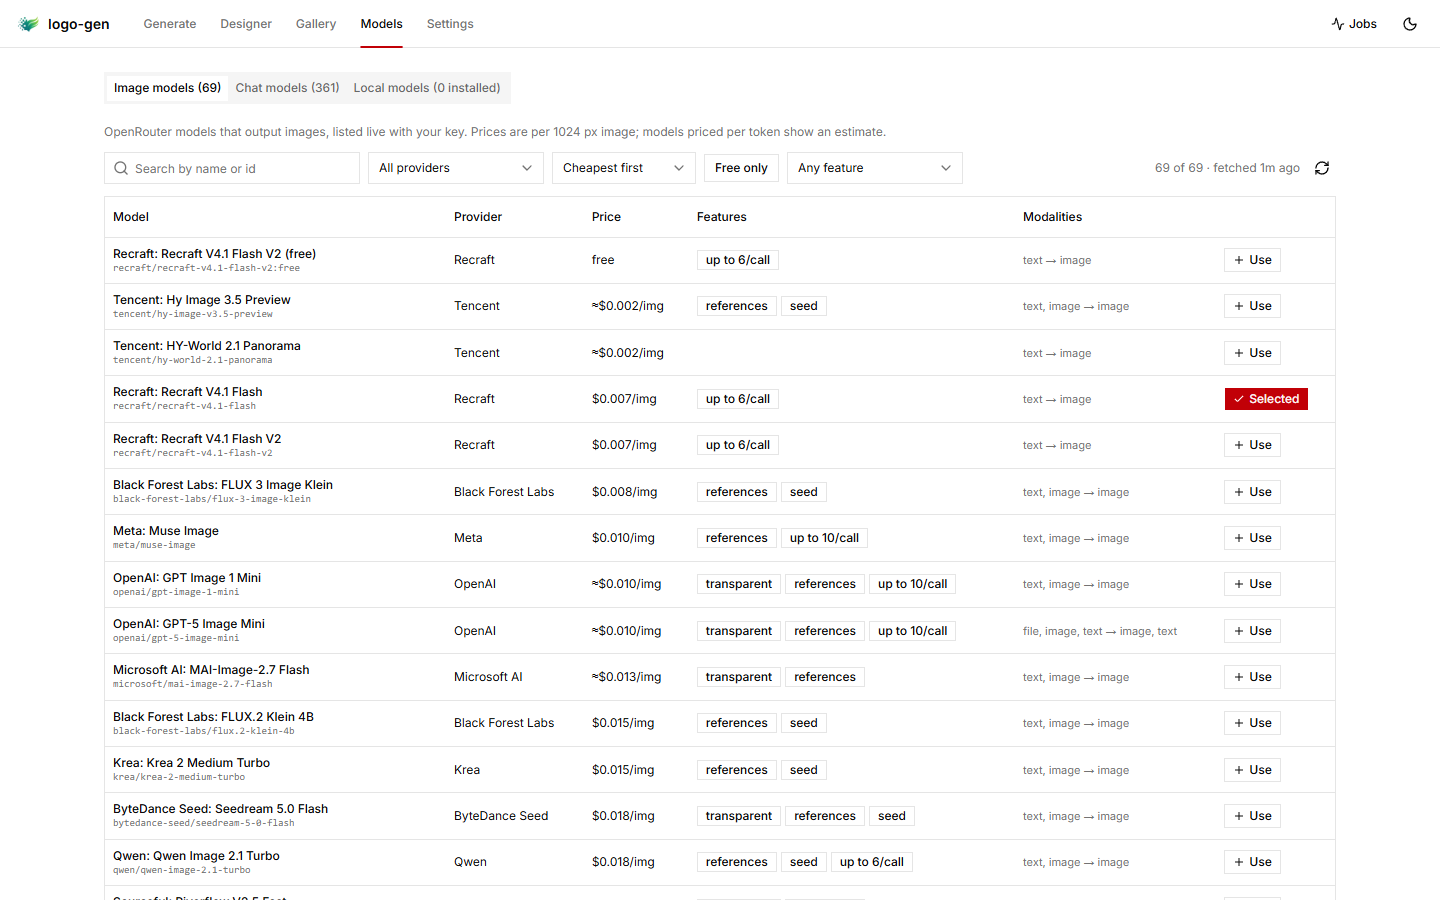 logo-gen Generate Designer Gallery Models Settings Jobs
Image models (69) Chat models (361) Local models (0 installed)
OpenRouter models that output images, listed live with your key. Prices are per 1024 px image; models priced per token show an estimate.
Search by name or id All providers Cheapest first Free only Any feature 69 of 69 · fetched 1m ago
Model Provider Price Features Modalities
Recraft: Recraft V4.1 Flash V2 (free)
recraft/recraft-v4.1-flash-v2:free
Recraft free up to 6/call text → image + Use
Tencent: Hy Image 3.5 Preview
tencent/hy-image-v3.5-preview
Tencent ≈$0.002/img references seed text, image → image + Use
Tencent: HY-World 2.1 Panorama
tencent/hy-world-2.1-panorama
Tencent ≈$0.002/img text → image + Use
Recraft: Recraft V4.1 Flash
recraft/recraft-v4.1-flash
Recraft $0.007/img up to 6/call text → image ✓ Selected
Recraft: Recraft V4.1 Flash V2
recraft/recraft-v4.1-flash-v2
Recraft $0.007/img up to 6/call text → image + Use
Black Forest Labs: FLUX 3 Image Klein
black-forest-labs/flux-3-image-klein
Black Forest Labs $0.008/img references seed text, image → image + Use
Meta: Muse Image
meta/muse-image
Meta $0.010/img references up to 10/call text, image → image + Use
OpenAI: GPT Image 1 Mini
openai/gpt-image-1-mini
OpenAI ≈$0.010/img transparent references up to 10/call text, image → image + Use
OpenAI: GPT-5 Image Mini
openai/gpt-5-image-mini
OpenAI ≈$0.010/img transparent references up to 10/call file, image, text → image, text + Use
Microsoft AI: MAI-Image-2.7 Flash
microsoft/mai-image-2.7-flash
Microsoft AI ≈$0.013/img transparent references text, image → image + Use
Black Forest Labs: FLUX.2 Klein 4B
black-forest-labs/flux.2-klein-4b
Black Forest Labs $0.015/img references seed text, image → image + Use
Krea: Krea 2 Medium Turbo
krea/krea-2-medium-turbo
Krea $0.015/img references seed text, image → image + Use
ByteDance Seed: Seedream 5.0 Flash
bytedance-seed/seedream-5-0-flash
ByteDance Seed $0.018/img transparent references seed text, image → image + Use
Qwen: Qwen Image 2.1 Turbo
qwen/qwen-image-2.1-turbo
Qwen $0.018/img references seed up to 6/call text, image → image + Use